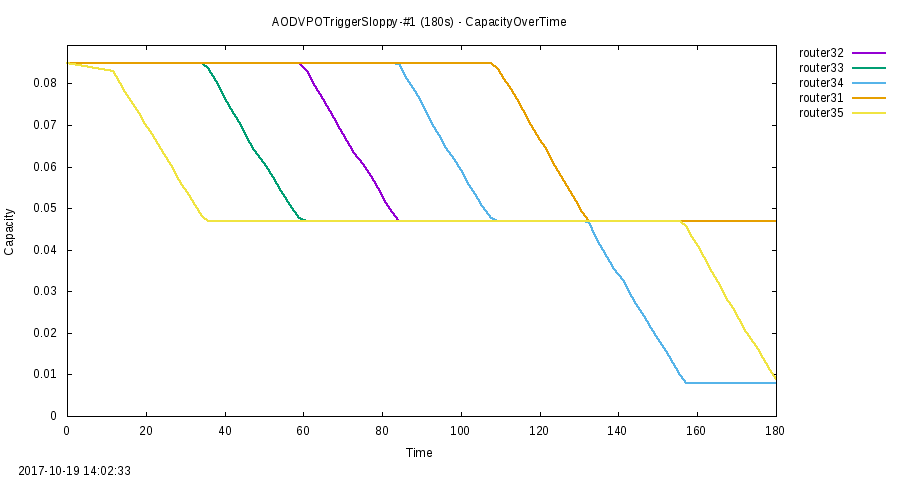 AODVPOTriggerSloppy-#1 (180s) - CapacityOverTime
router32
router33
router34
router31
router35
0.08
0.07
0.06
0.05
0.04
0.03
0.02
0.01
0
Capacity
0 20 40 60 80 100 120 140 160 180
Time
2017-10-19 14:02:33